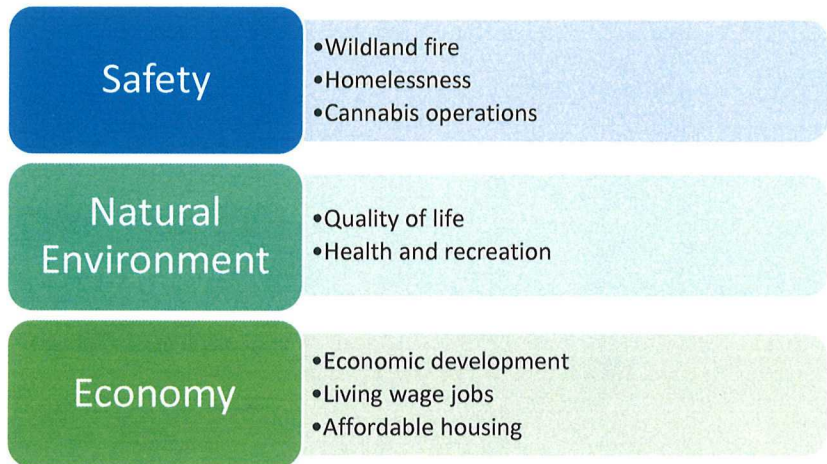 Safety
•Wildland fire
•Homelessness
•Cannabis operations
Natural
Environment
•Quality of life
•Health and recreation
Economy
•Economic development
•Living wage jobs
•Affordable housing